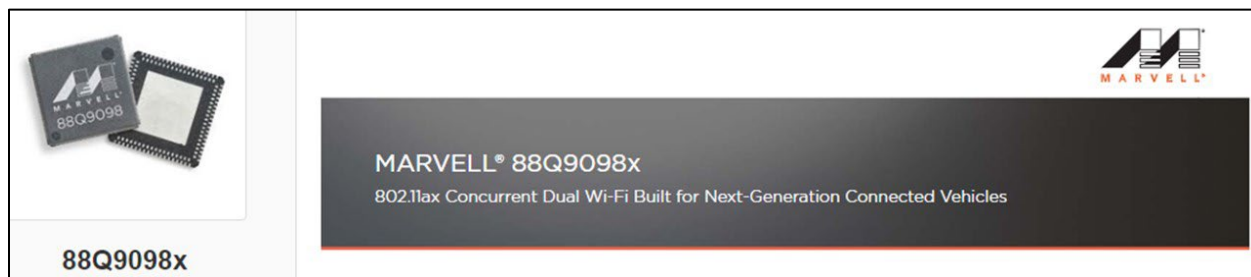 MARVELL®
88Q9098
88Q9098x
MARVELL®
MARVELL® 88Q9098x
802.11ax Concurrent Dual Wi-Fi Built for Next-Generation Connected Vehicles